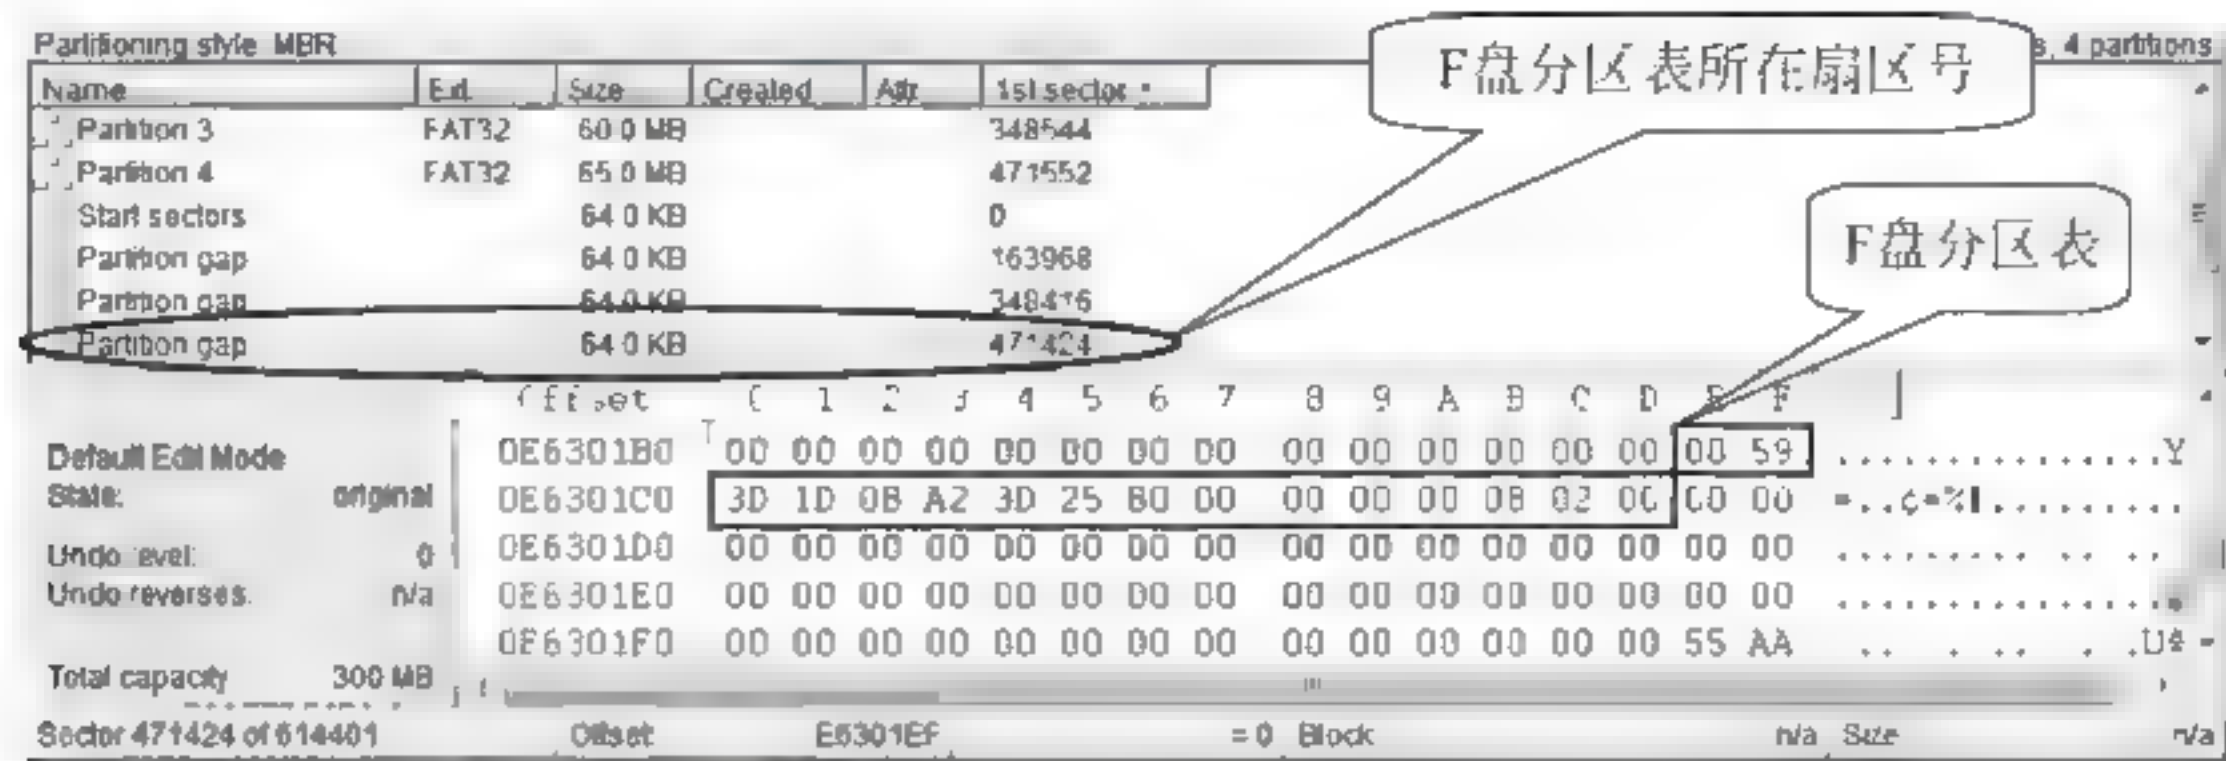 Partitioning style MBR
s, 4 partitions
F盘分区表所在扇区号
Name Ext. Size Created Attr 1st sector
Partition 3 FAT32 60.0 MB 348544
Partition 4 FAT32 65.0 MB 471552
Start sectors 64.0 KB 0
Partition gap 64.0 KB 163968
Partition gap 64.0 KB 348416
Partition gap 64.0 KB 471424
F盘分区表
Offset 0 1 2 3 4 5 6 7 8 9 A B C D E F
0E6301B0 00 00 00 00 00 00 00 00 00 00 00 00 00 00 00 59 ................Y
0E6301C0 3D 1D 0B A2 3D 25 80 00 00 00 00 08 02 00 00 00
0E6301D0 00 00 00 00 00 00 00 00 00 00 00 00 00 00 00 00
0E6301E0 00 00 00 00 00 00 00 00 00 00 00 00 00 00 00 00
0E6301F0 00 00 00 00 00 00 00 00 00 00 00 00 00 00 55 AA
Default Edit Mode
State: original
Undo level: 0
Undo reverses: n/a
Total capacity 300 MB
Sector 471424 of 614401 Offset: E6301EF = 0 Block n/a Size n/a